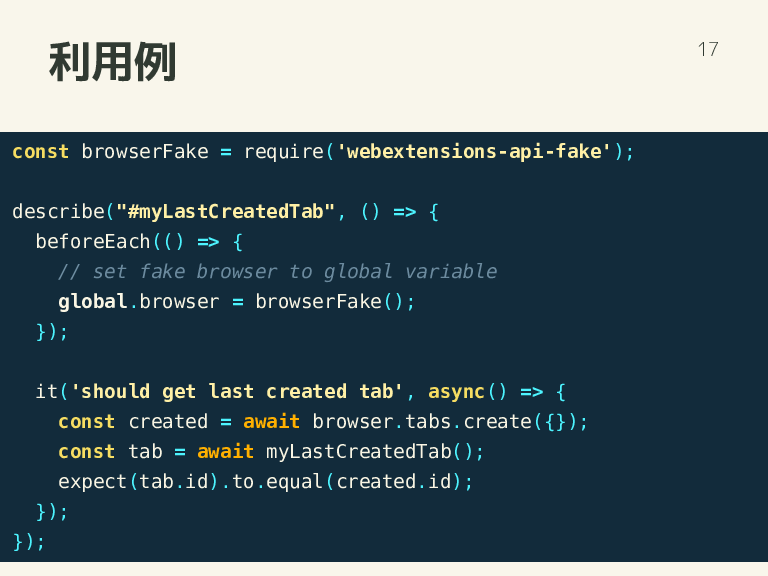 利用例
17
const browserFake = require('webextensions-api-fake');
describe("#myLastCreatedTab", () => {
  beforeEach(() => {
    // set fake browser to global variable
    global.browser = browserFake();
  });
  it('should get last created tab', async() => {
    const created = await browser.tabs.create({});
    const tab = await myLastCreatedTab();
    expect(tab.id).to.equal(created.id);
  });
});